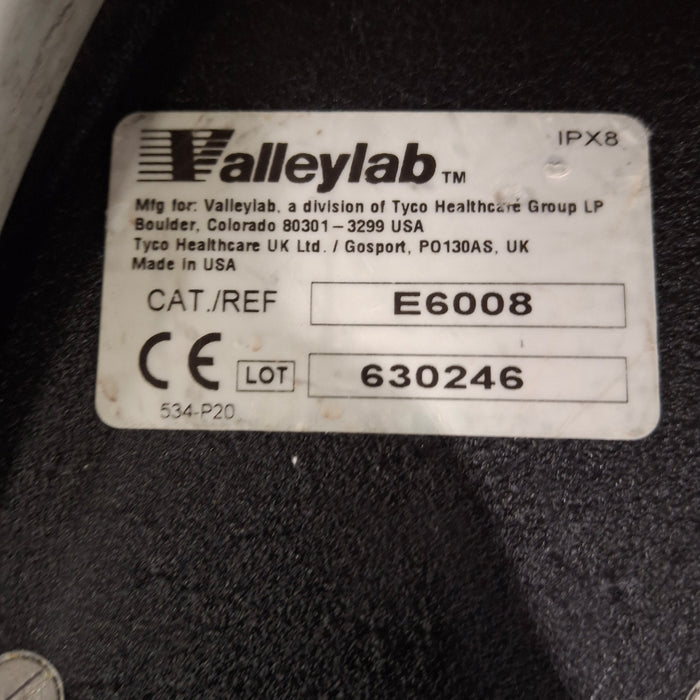 Valleylab™
IPX8
Mfg for: Valleylab, a division of Tyco Healthcare Group LP
Boulder, Colorado 80301-3299 USA
Tyco Healthcare UK Ltd. / Gosport, PO130AS, UK
Made in USA
CAT./REF E6008
CE LOT 630246
534-P20